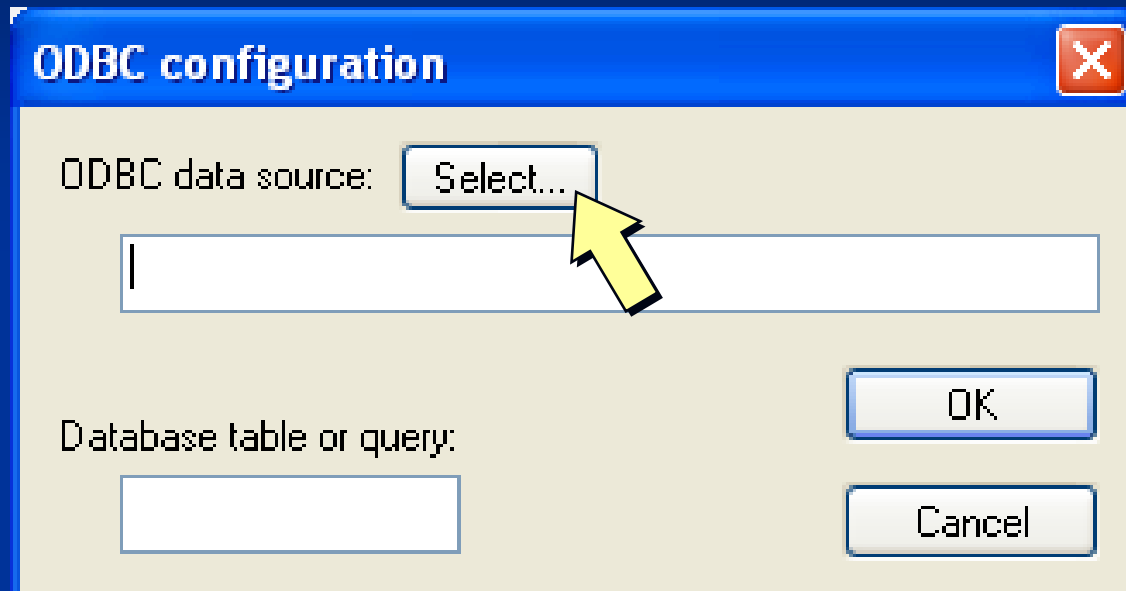 ODBC configuration
ODBC data source: Select...
OK
Database table or query:
Cancel